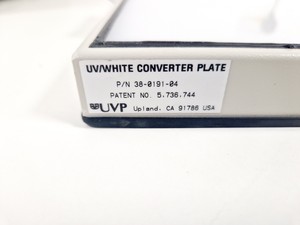 UV/WHITE CONVERTER PLATE
P/N 38-0191-04
PATENT NO. 5,736,744
UVP Upland, CA 91786 USA